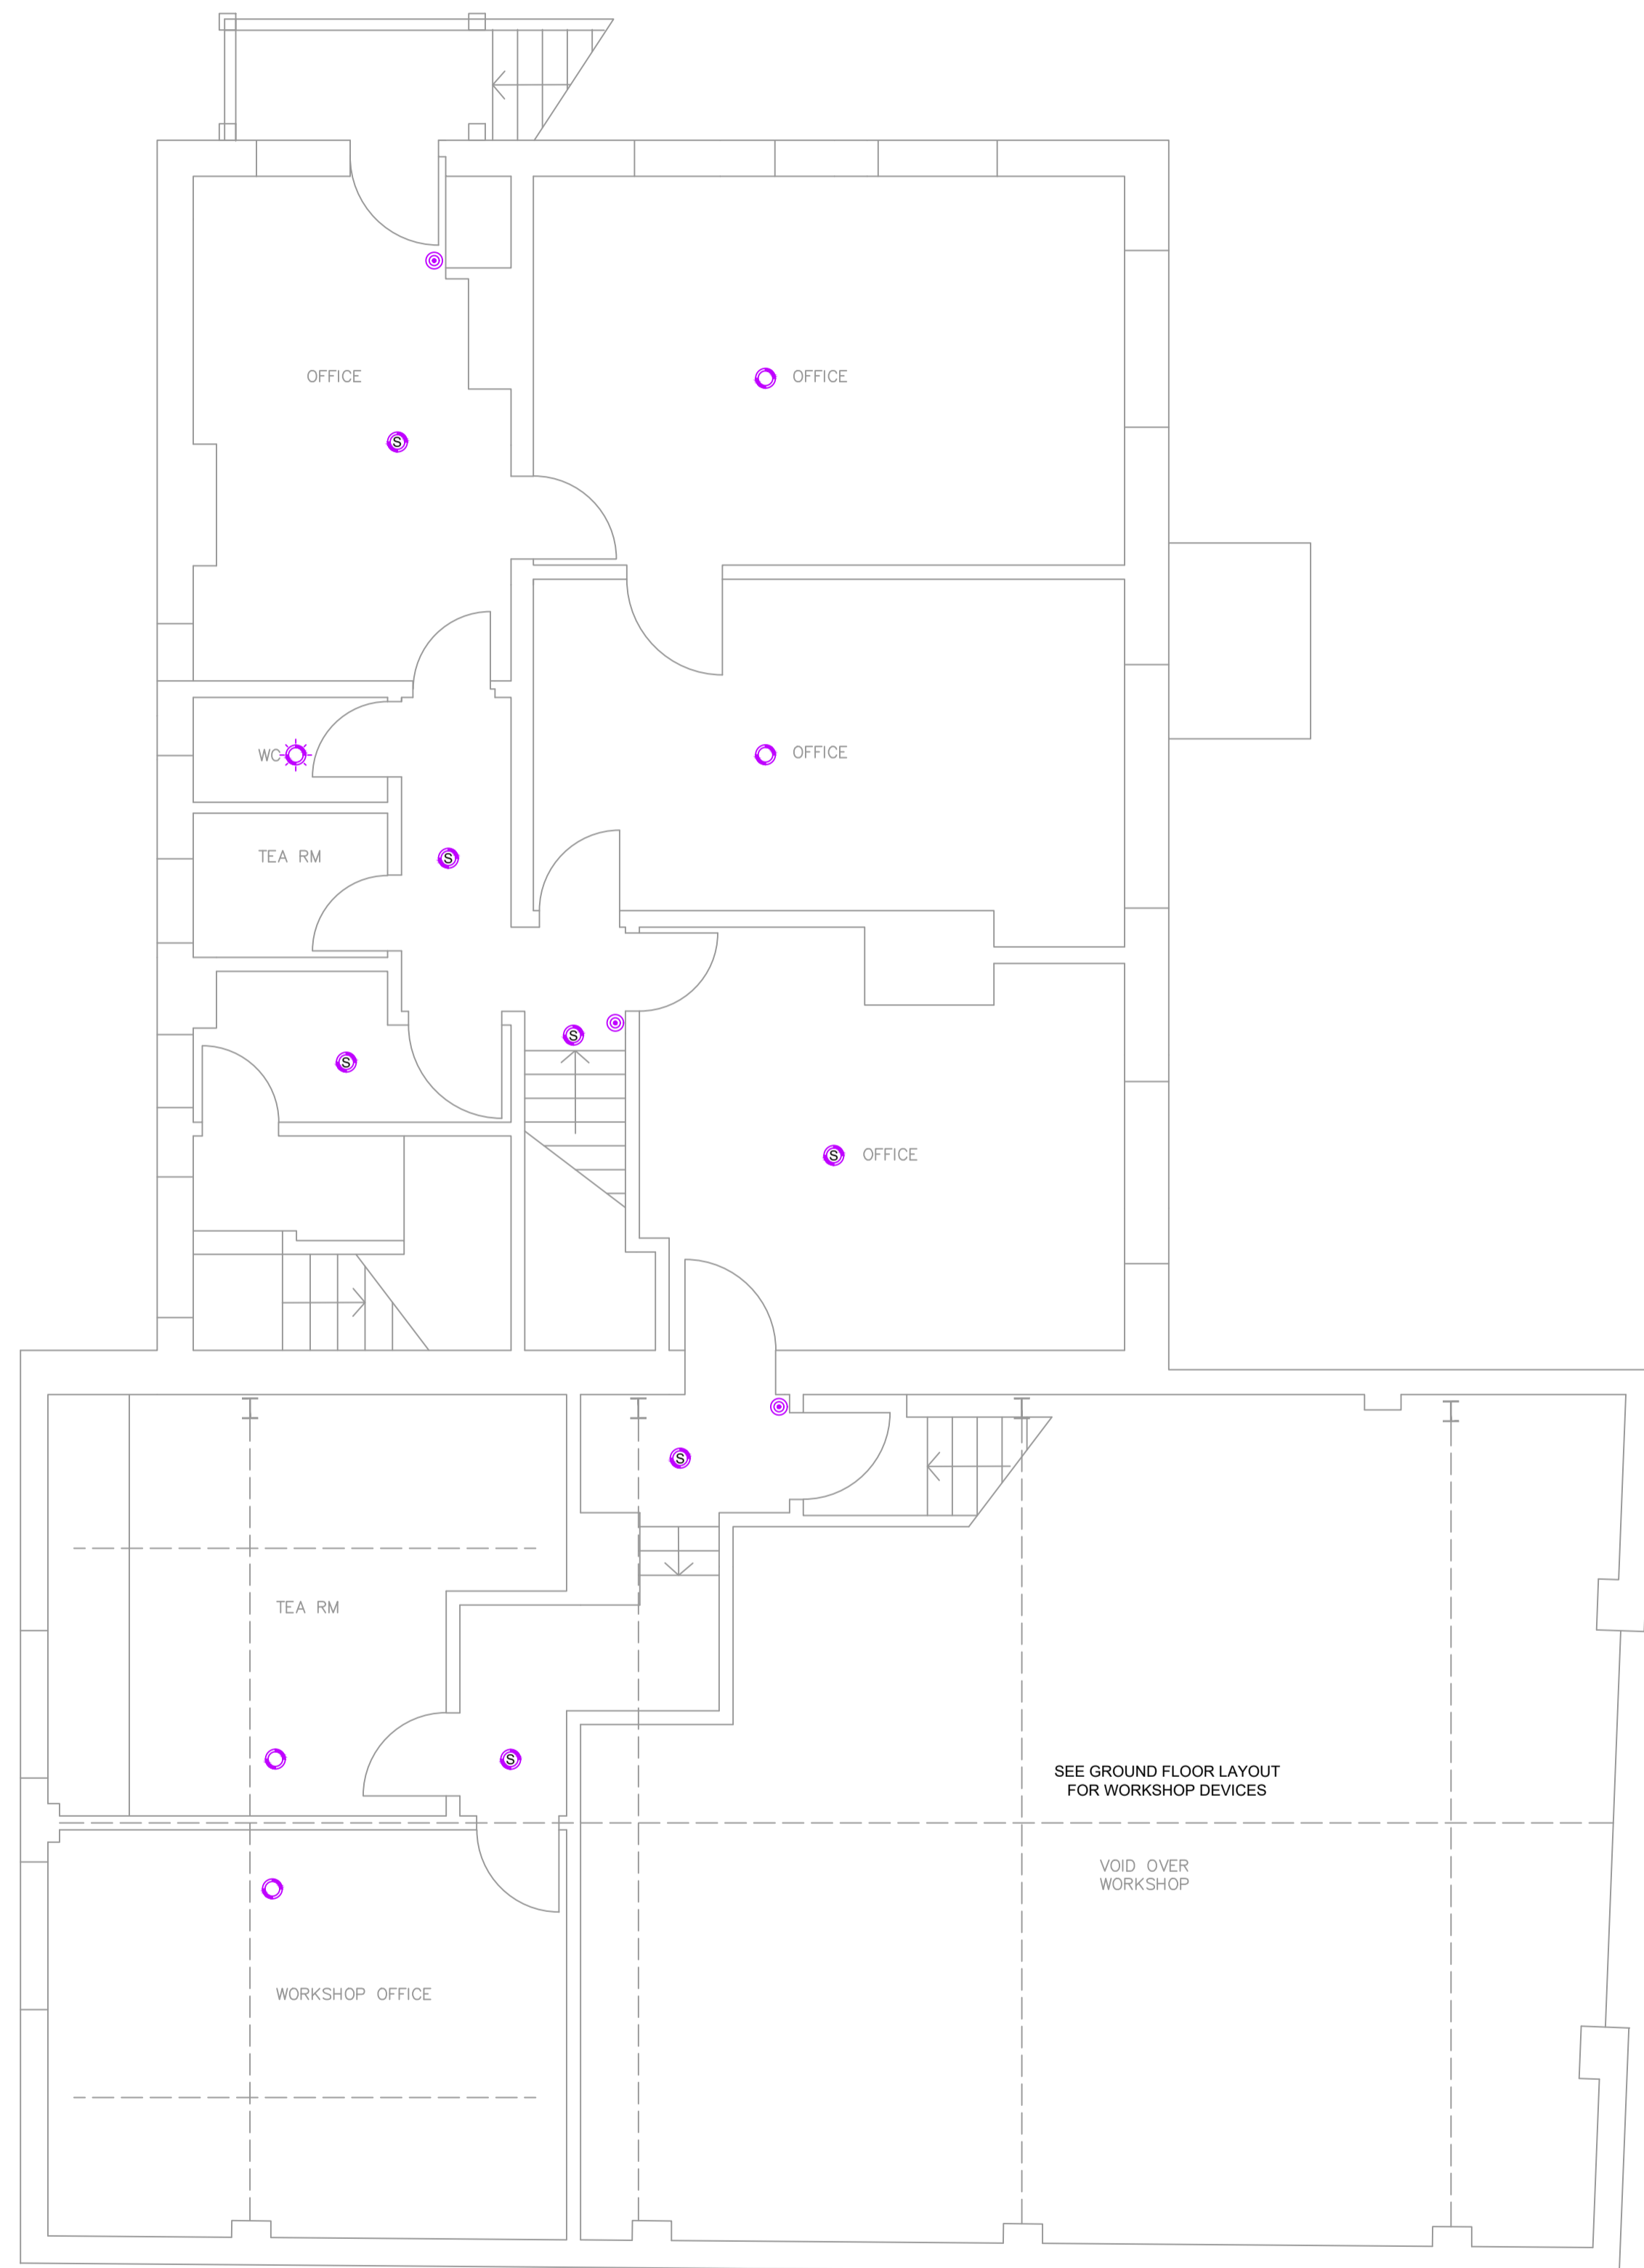 OFFICE
OFFICE
S
WC
OFFICE
TEA RM
S
S
S
S
OFFICE
S
TEA RM
S
SEE GROUND FLOOR LAYOUT
FOR WORKSHOP DEVICES
VOID OVER
WORKSHOP
WORKSHOP OFFICE